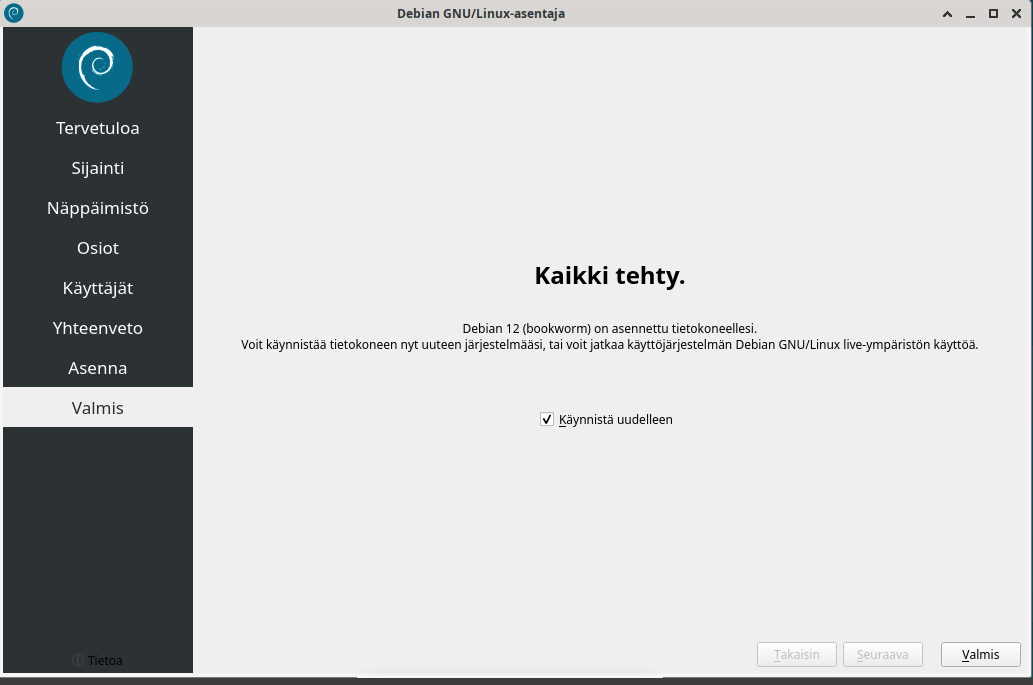 Debian GNU/Linux-asentaja
Tervetuloa
Sijainti
Näppäimistö
Osiot
Käyttäjät
Yhteenveto
Asenna
Valmis
Tietoa
Kaikki tehty.
Debian 12 (bookworm) on asennettu tietokoneellesi.
Voit käynnistää tietokoneen nyt uuteen järjestelmääsi, tai voit jatkaa käyttöjärjestelmän Debian GNU/Linux live-ympäristön käyttöä.
Käynnistä uudelleen
Takaisin
Seuraava
Valmis